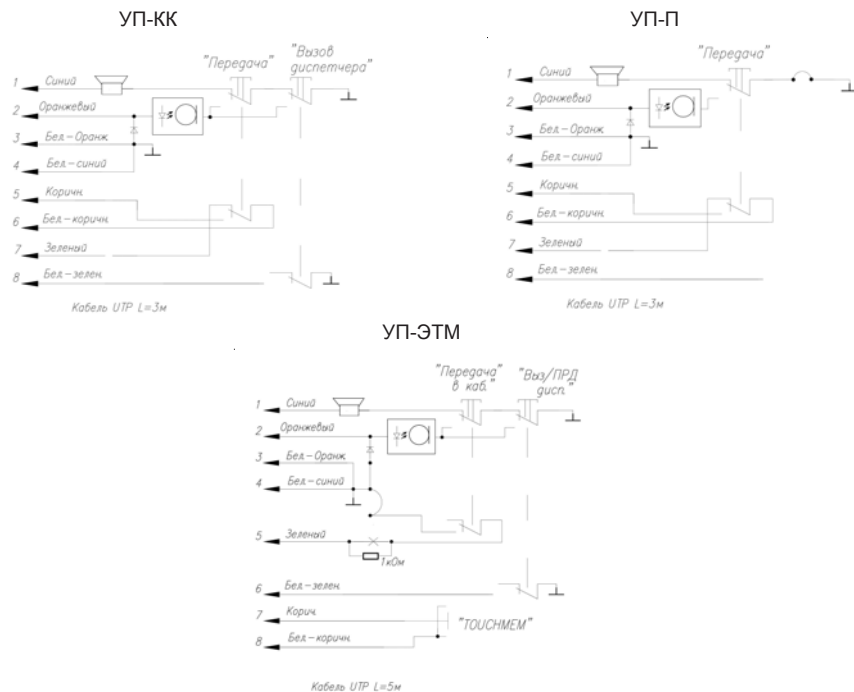 УП-КК
"Передача"
"Вызов
диспетчера"
1 Синий
2 Оранжевый
3 Бел.-Оранж.
4 Бел.-синий
5 Коричн.
6 Бел.-коричн.
7 Зеленый
8 Бел.-зелен.
Кабель UTP L=3м
УП-П
"Передача"
1 Синий
2 Оранжевый
3 Бел.-Оранж.
4 Бел.-синий
5 Коричн.
6 Бел.-коричн.
7 Зеленый
8 Бел.-зелен.
Кабель UTP L=3м
УП-ЭТМ
"Передача"
в каб."
"Выз/ПРД
дисп."
1 Синий
2 Оранжевый
3 Бел.-Оранж.
4 Бел.-синий
5 Зеленый
1 кОм
6 Бел.-зелен.
7 Корич.
"TOUCHMEM"
8 Бел.-коричн.
Кабель UTP L=5м